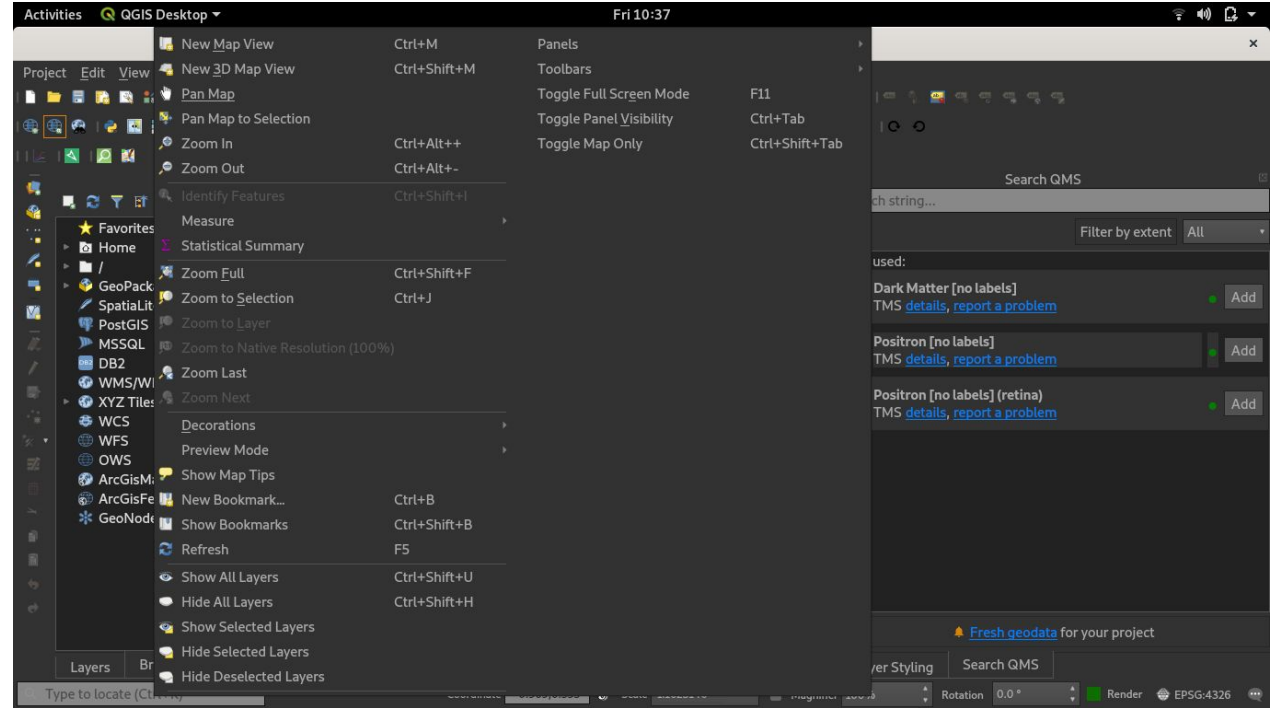 Activities QGIS Desktop Fri 10:37
Project Edit View
New Map View Ctrl+M
New 3D Map View Ctrl+Shift+M
Pan Map
Pan Map to Selection
Zoom In Ctrl+Alt++
Zoom Out Ctrl+Alt+-
Identify Features Ctrl+Shift+I
Measure
Statistical Summary
Zoom Full Ctrl+Shift+F
Zoom to Selection Ctrl+J
Zoom to Layer
Zoom to Native Resolution (100%)
Zoom Last
Zoom Next
Decorations
Preview Mode
Show Map Tips
New Bookmark... Ctrl+B
Show Bookmarks Ctrl+Shift+B
Refresh F5
Show All Layers Ctrl+Shift+U
Hide All Layers Ctrl+Shift+H
Show Selected Layers
Hide Selected Layers
Hide Deselected Layers
Panels
Toolbars
Toggle Full Screen Mode F11
Toggle Panel Visibility Ctrl+Tab
Toggle Map Only Ctrl+Shift+Tab
Favorites
Home
/
GeoPack
SpatiaLit
PostGIS
MSSQL
DB2
WMS/W
XYZ Tiles
WCS
WFS
OWS
ArcGisM
ArcGisFe
GeoNode
Layers Br
Search QMS
ch string...
Filter by extent All
used:
Dark Matter [no labels]
TMS details, report a problem
Add
Positron [no labels]
TMS details, report a problem
Add
Positron [no labels] (retina)
TMS details, report a problem
Add
Fresh geodata for your project
yer Styling Search QMS
Type to locate (Ct Rotation 0.0 ° Render EPSG:4326